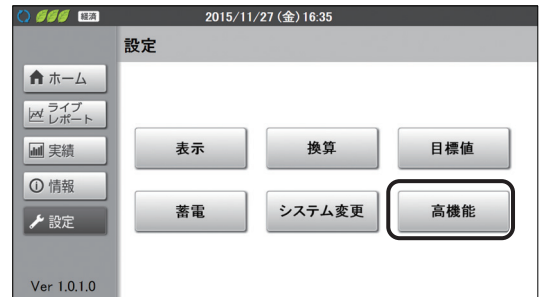 経済 2015/11/27 (金) 16:35
設定
ホーム
ライブ
レポート
実績
情報
設定
表示 換算 目標値
蓄電 システム変更 高機能
Ver 1.0.1.0